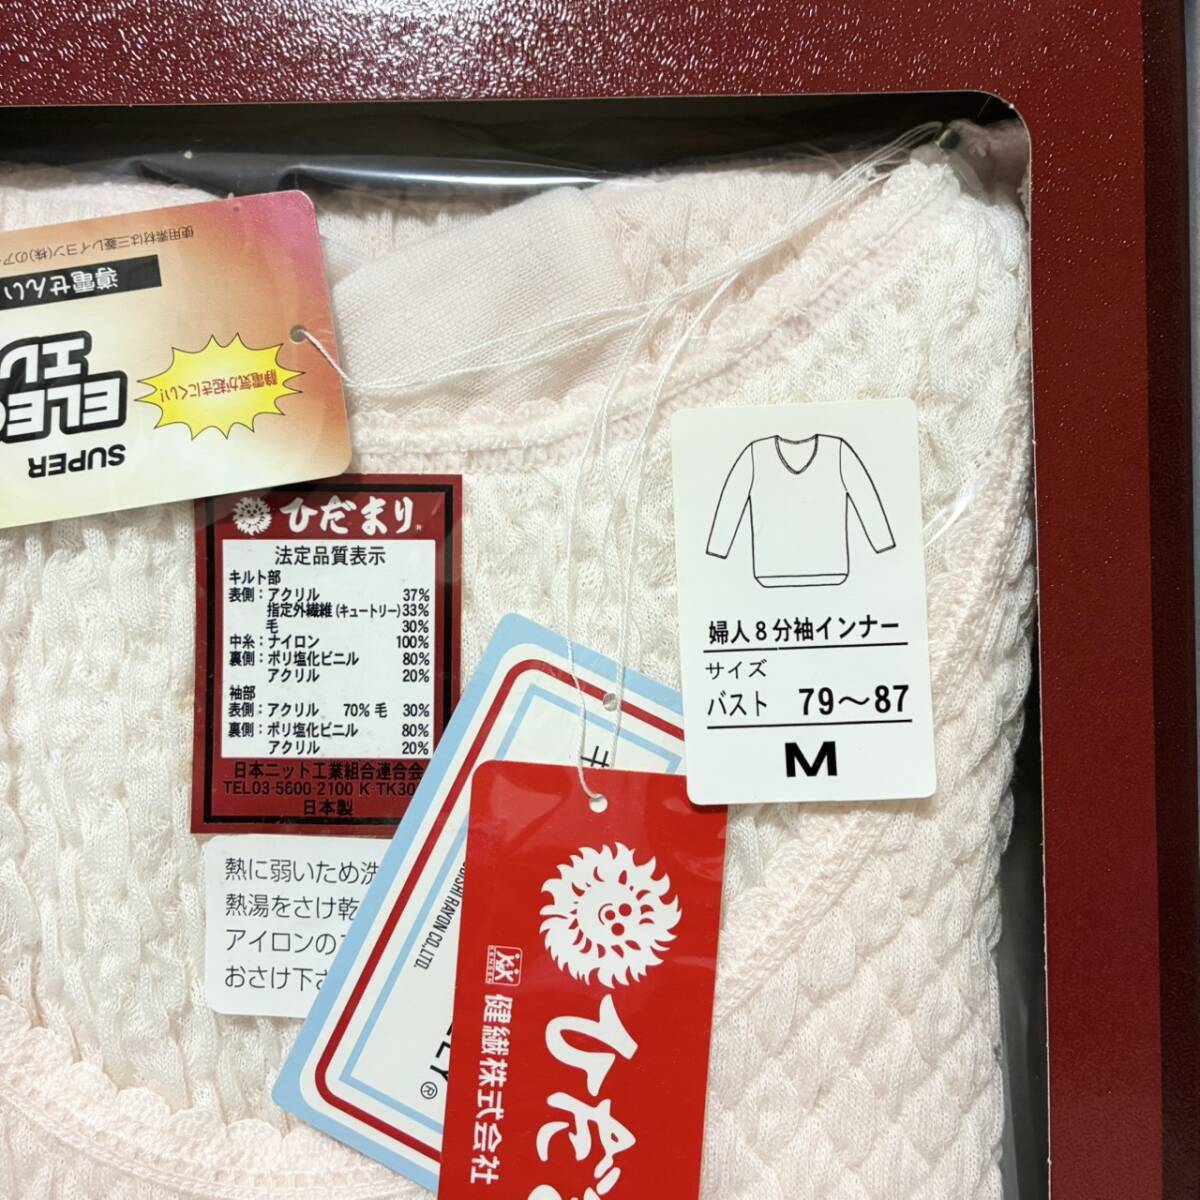 使用素材は三菱レイヨン(株)のア
導電せんい
静電気が起きにくい!
SUPER
ELEC
エレ
ひだまり®
法定品質表示
キルト部
表側:アクリル 37%
指定外繊維(キュートリー)33%
毛 30%
中糸:ナイロン 100%
裏側:ポリ塩化ビニル 80%
アクリル 20%
袖部
表側:アクリル 70% 毛 30%
裏側:ポリ塩化ビニル 80%
アクリル 20%
日本ニット工業組合連合会
TEL03-5600-2100 K-TK30
日本製
熱に弱いため洗
熱湯をさけ乾
アイロンの
おさけ下さ
婦人8分袖インナー
サイズ
バスト 79〜87
M
UBISHI RAYON CO.,LTD.
LY®
KENSEN
健繊株式会社
ひだ